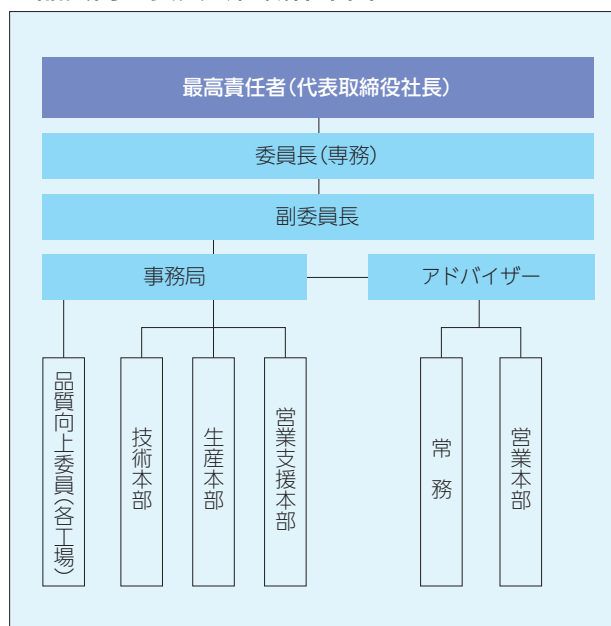 最高責任者（代表取締役社長）
委員長（専務）
副委員長
事務局
アドバイザー
品質向上委員（各工場）
技術本部
生産本部
営業支援本部
常務
営業本部